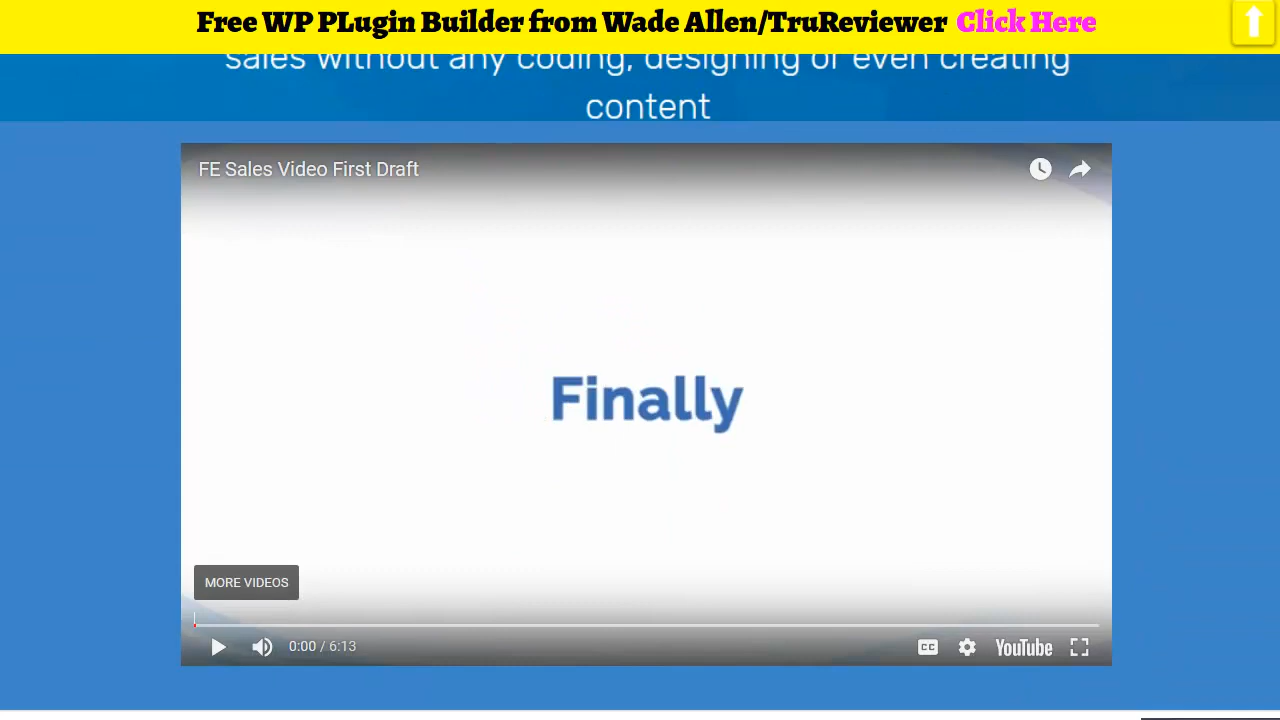 Free WP PLugin Builder from Wade Allen/TruReviewer Click Here
sales without any coding, designing or even creating
content
FE Sales Video First Draft
Finally
MORE VIDEOS
0:00 / 6:13
CC
YouTube